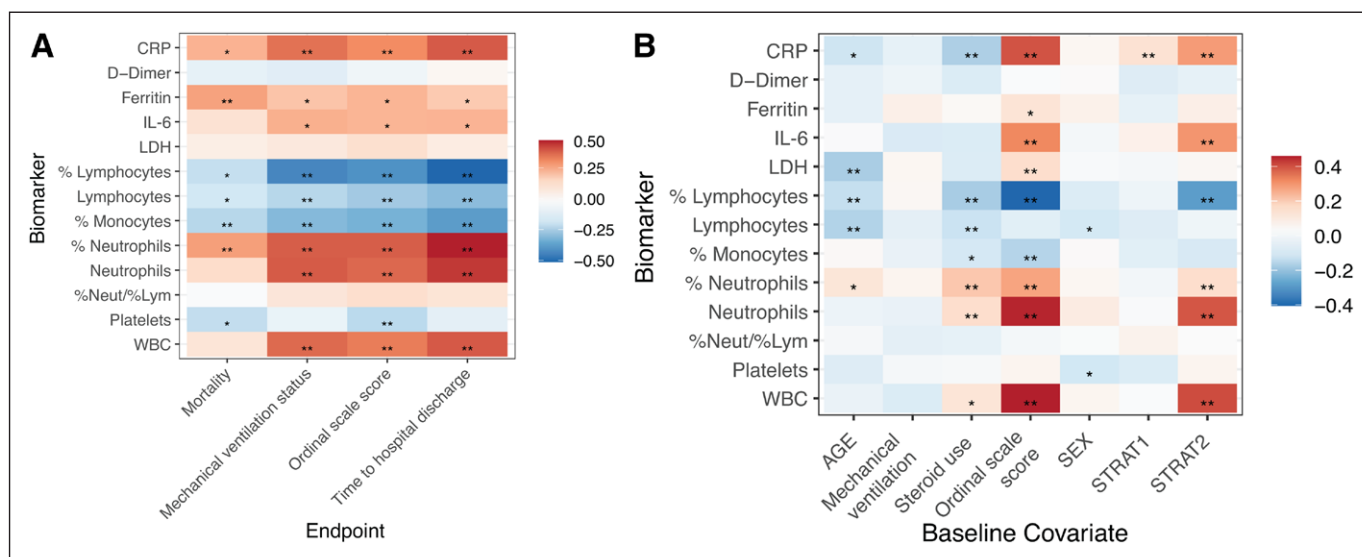 A
Biomarker
CRP * ** ** **
D-Dimer
Ferritin ** * * *
IL-6 * * *
LDH
% Lymphocytes * ** ** **
Lymphocytes * ** ** **
% Monocytes ** ** ** **
% Neutrophils ** ** ** **
Neutrophils ** ** **
%Neut/%Lym
Platelets * **
WBC ** ** **
Mortality
Mechanical ventilation status
Ordinal scale score
Time to hospital discharge
Endpoint
0.50
0.25
0.00
−0.25
−0.50
B
Biomarker
CRP * ** ** ** **
D-Dimer
Ferritin *
IL-6 ** **
LDH ** **
% Lymphocytes ** ** ** **
Lymphocytes ** ** *
% Monocytes * **
% Neutrophils * ** ** **
Neutrophils ** ** **
%Neut/%Lym
Platelets *
WBC * ** **
AGE
Mechanical
ventilation
Steroid use
Ordinal scale
score
SEX
STRAT1
STRAT2
Baseline Covariate
0.4
0.2
0.0
−0.2
−0.4